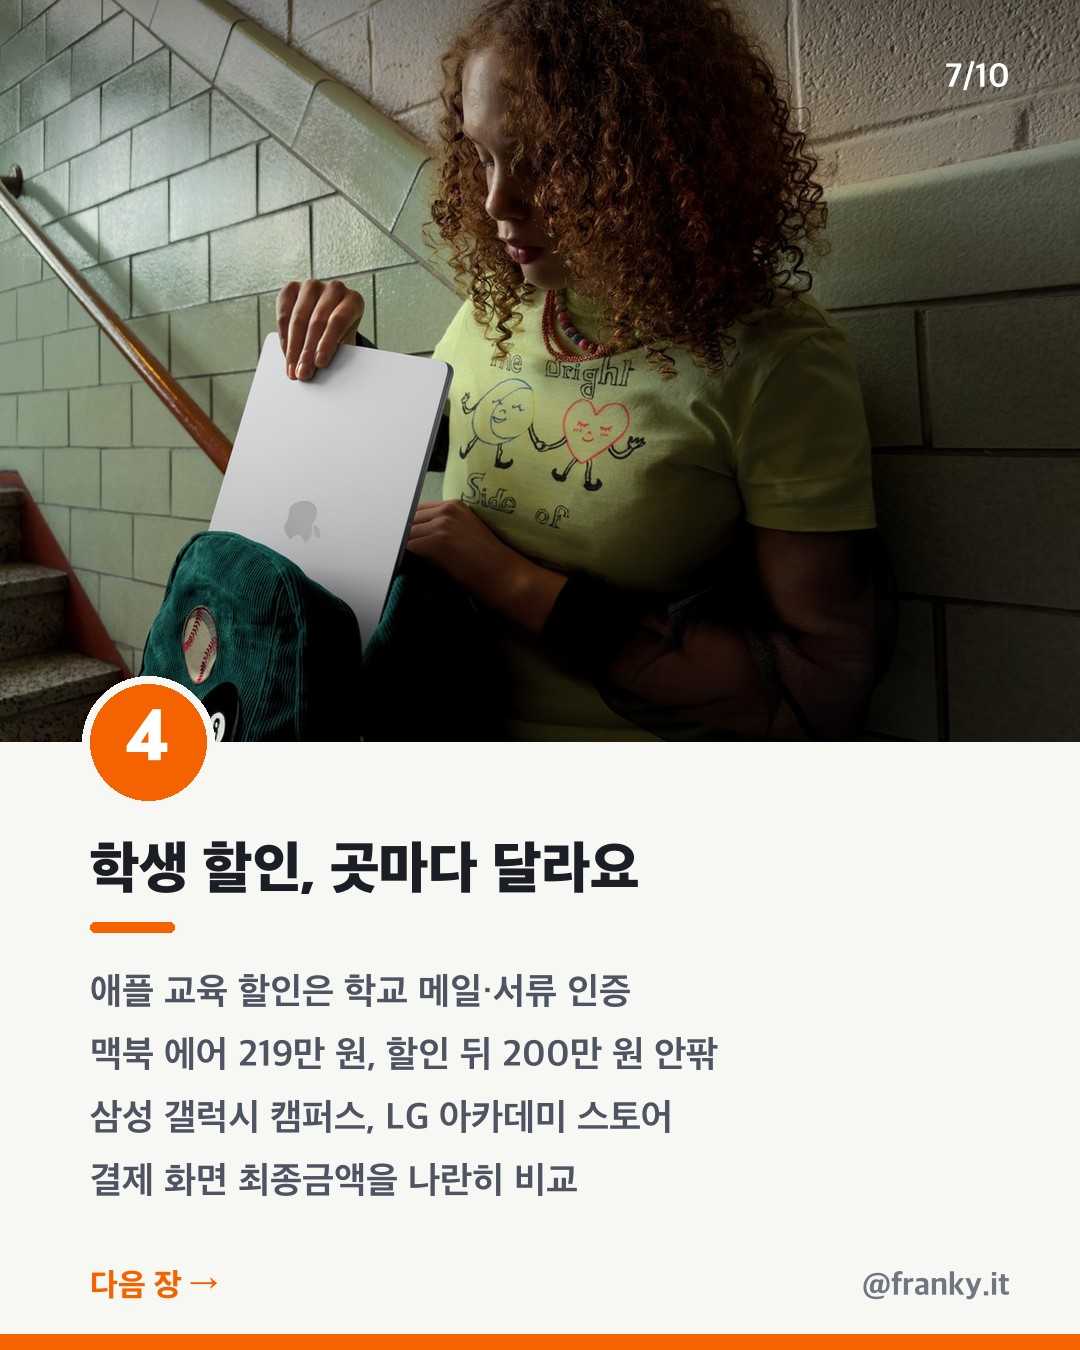 7/10
The Bright
Side of
4
학생 할인, 곳마다 달라요
애플 교육 할인은 학교 메일·서류 인증
맥북 에어 219만 원, 할인 뒤 200만 원 안팎
삼성 갤럭시 캠퍼스, LG 아카데미 스토어
결제 화면 최종금액을 나란히 비교
다음 장 →
@franky.it